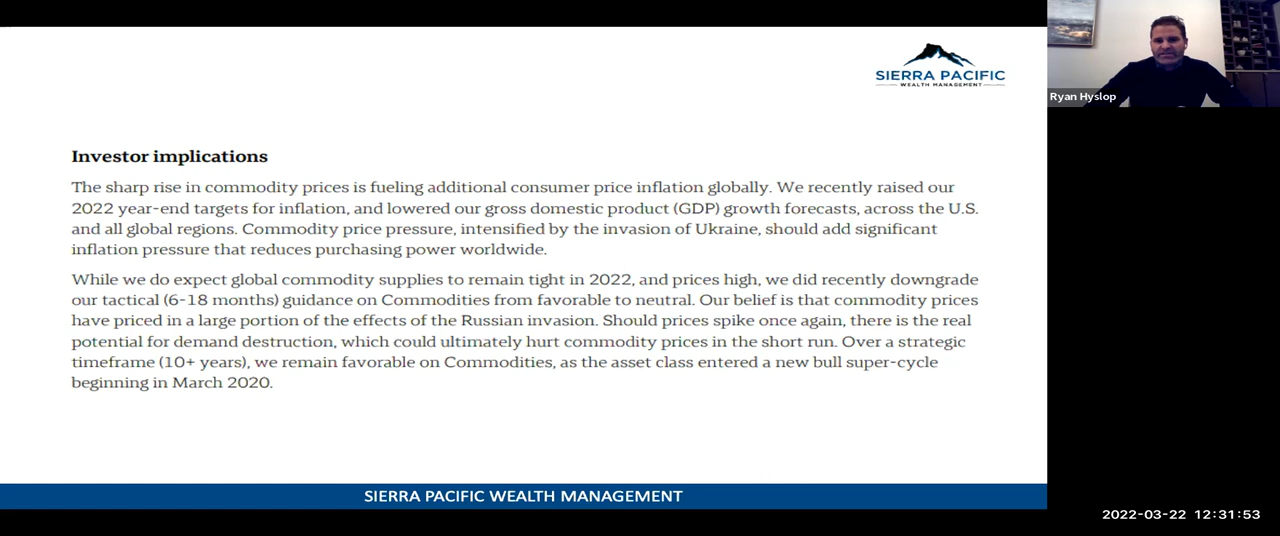 SIERRA PACIFIC
WEALTH MANAGEMENT
Ryan Hyslop
Investor implications
The sharp rise in commodity prices is fueling additional consumer price inflation globally. We recently raised our
2022 year-end targets for inflation, and lowered our gross domestic product (GDP) growth forecasts, across the U.S.
and all global regions. Commodity price pressure, intensified by the invasion of Ukraine, should add significant
inflation pressure that reduces purchasing power worldwide.
While we do expect global commodity supplies to remain tight in 2022, and prices high, we did recently downgrade
our tactical (6-18 months) guidance on Commodities from favorable to neutral. Our belief is that commodity prices
have priced in a large portion of the effects of the Russian invasion. Should prices spike once again, there is the real
potential for demand destruction, which could ultimately hurt commodity prices in the short run. Over a strategic
timeframe (10+ years), we remain favorable on Commodities, as the asset class entered a new bull super-cycle
beginning in March 2020.
SIERRA PACIFIC WEALTH MANAGEMENT
2022-03-22 12:31:53